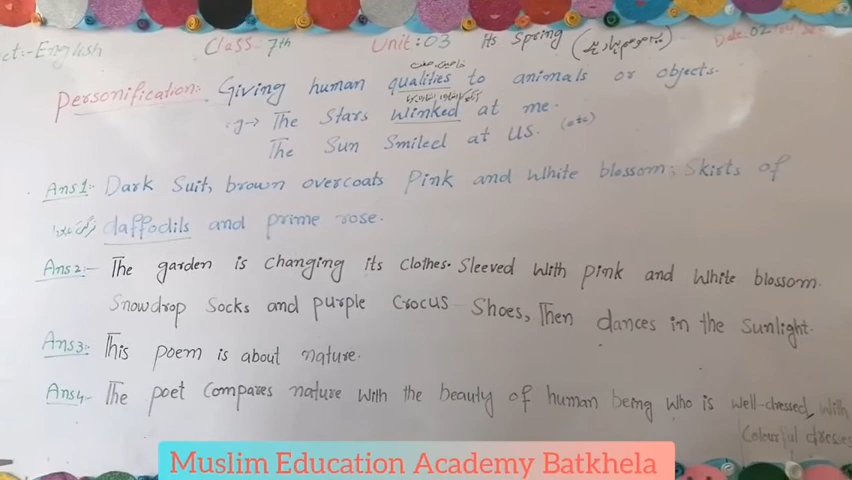 ect:- English Class:- 7th Unit: 03 Its Spring Date: 02
Personification:- Giving human qualities to animals or objects.
e.g→ The Stars winked at me.
The Sun Smiled at us. (etc)
Ans1:- Dark Suit, brown overcoats Pink and White blossom; Skirts of
daffodils and prime rose.
Ans2:- The garden is changing its clothes. Sleeved with pink and white blossom.
Snowdrop Socks and purple Crocus Shoes, Then dances in the sunlight.
Ans3:- This poem is about nature.
Ans4:- The poet compares nature with the beauty of human being who is well-dressed, with
Colourful dresses
Muslim Education Academy Batkhela